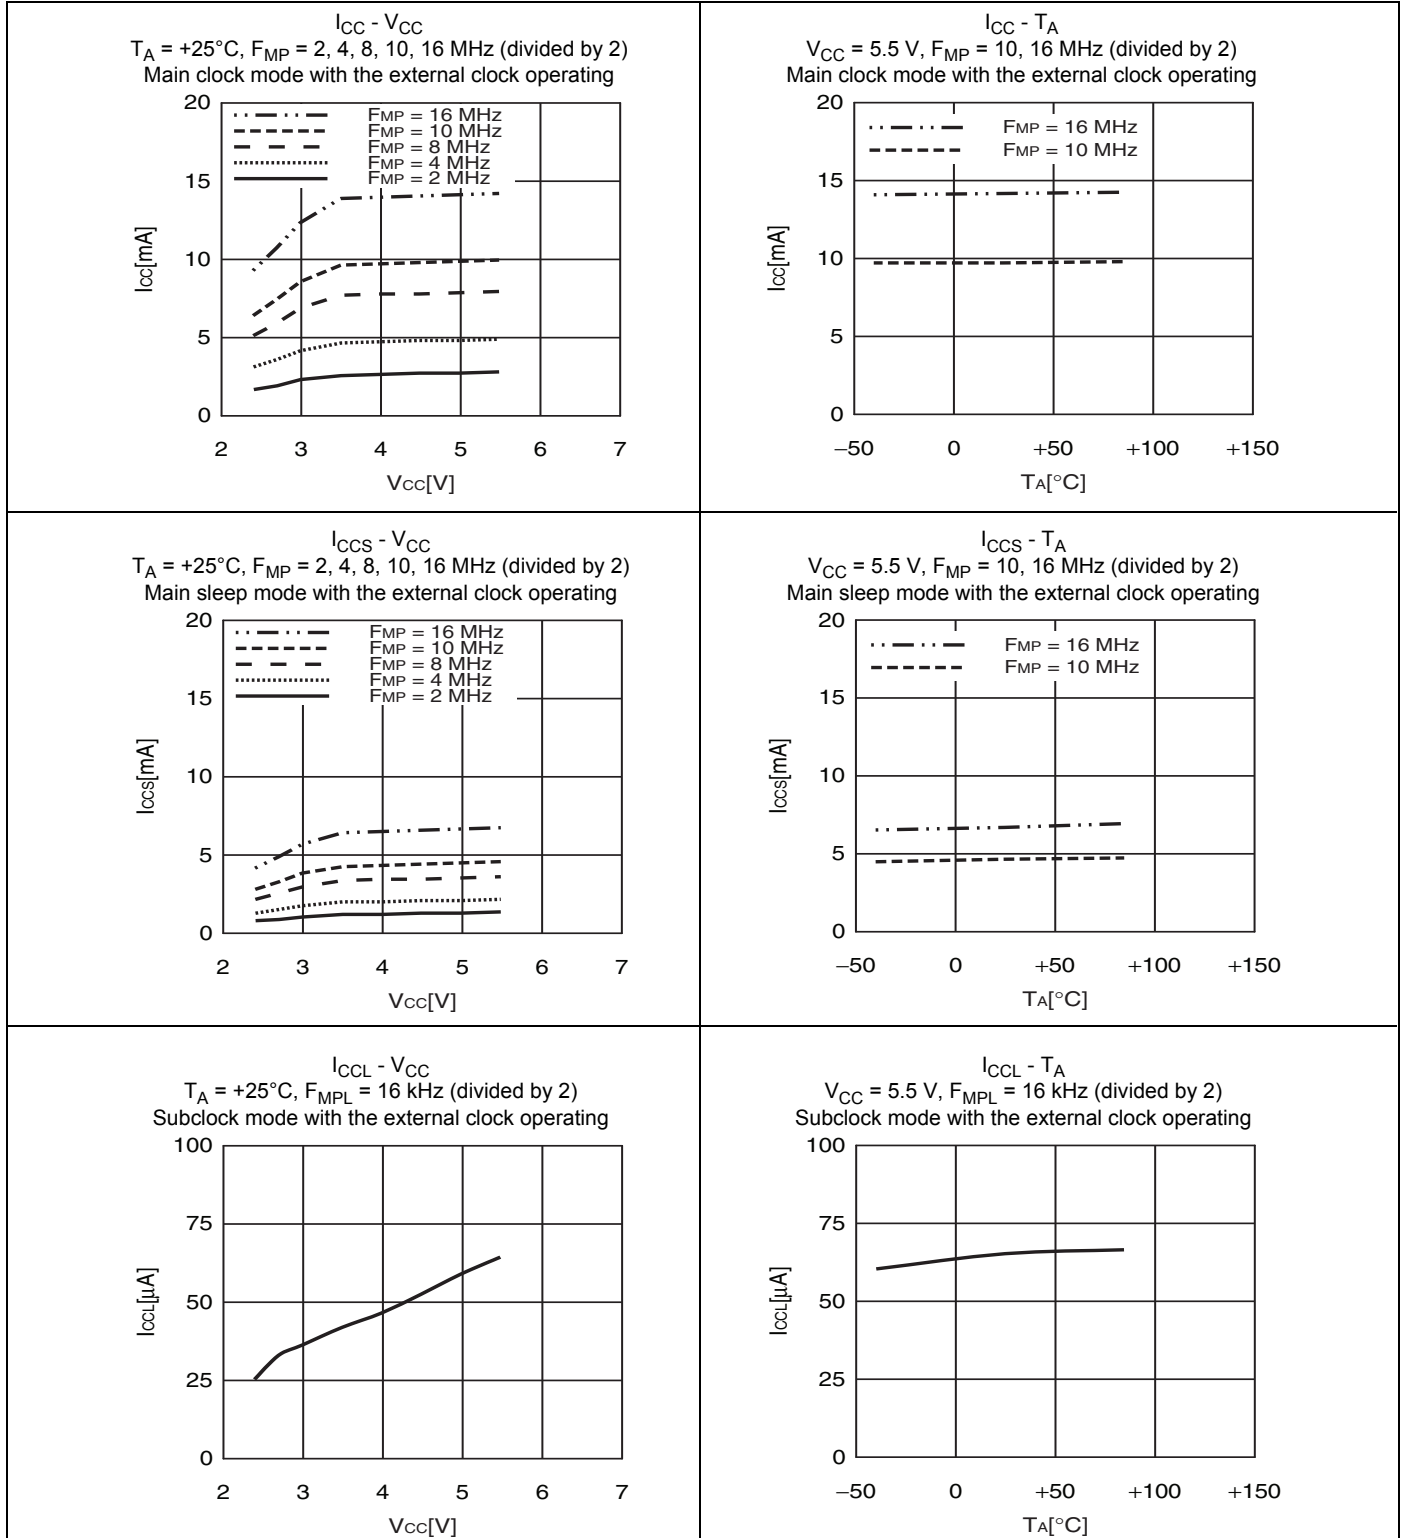 ICC - VCC
TA = +25°C, FMP = 2, 4, 8, 10, 16 MHz (divided by 2)
Main clock mode with the external clock operating
20
15
10
5
0
FMP = 16 MHz
FMP = 10 MHz
FMP = 8 MHz
FMP = 4 MHz
FMP = 2 MHz
ICC[mA]
2 3 4 5 6 7
VCC[V]
ICC - TA
VCC = 5.5 V, FMP = 10, 16 MHz (divided by 2)
Main clock mode with the external clock operating
20
15
10
5
0
FMP = 16 MHz
FMP = 10 MHz
ICC[mA]
−50 0 +50 +100 +150
TA[°C]
ICCS - VCC
TA = +25°C, FMP = 2, 4, 8, 10, 16 MHz (divided by 2)
Main sleep mode with the external clock operating
20
15
10
5
0
FMP = 16 MHz
FMP = 10 MHz
FMP = 8 MHz
FMP = 4 MHz
FMP = 2 MHz
ICCS[mA]
2 3 4 5 6 7
VCC[V]
ICCS - TA
VCC = 5.5 V, FMP = 10, 16 MHz (divided by 2)
Main sleep mode with the external clock operating
20
15
10
5
0
FMP = 16 MHz
FMP = 10 MHz
ICCS[mA]
−50 0 +50 +100 +150
TA[°C]
ICCL - VCC
TA = +25°C, FMPL = 16 kHz (divided by 2)
Subclock mode with the external clock operating
100
75
50
25
0
ICCL[µA]
2 3 4 5 6 7
VCC[V]
ICCL - TA
VCC = 5.5 V, FMPL = 16 kHz (divided by 2)
Subclock mode with the external clock operating
100
75
50
25
0
ICCL[µA]
−50 0 +50 +100 +150
TA[°C]